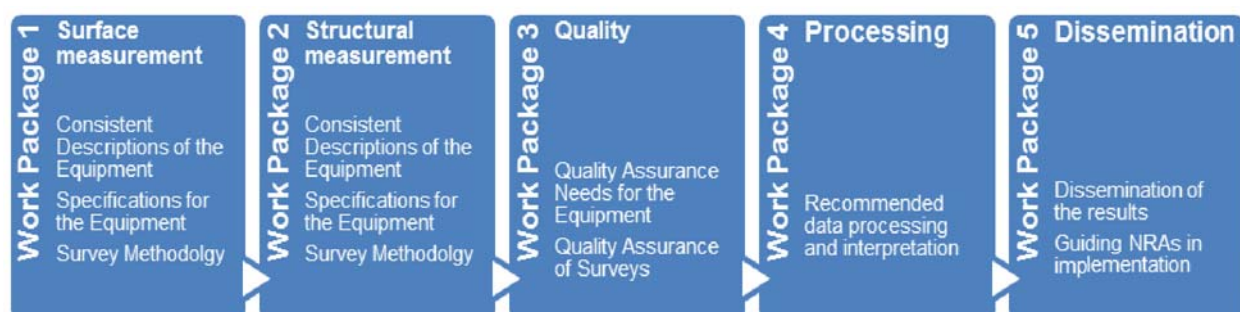 Work Package 1
Surface
measurement
Consistent
Descriptions of the
Equipment
Specifications for
the Equipment
Survey Methodolgy
Work Package 2
Structural
measurement
Consistent
Descriptions of the
Equipment
Specifications for
the Equipment
Survey Methodolgy
Work Package 3
Quality
Quality Assurance
Needs for the
Equipment
Quality Assurance
of Surveys
Work Package 4
Processing
Recommended
data processing
and interpretation
Work Package 5
Dissemination
Dissemination of
the results
Guiding NRAs in
implementation